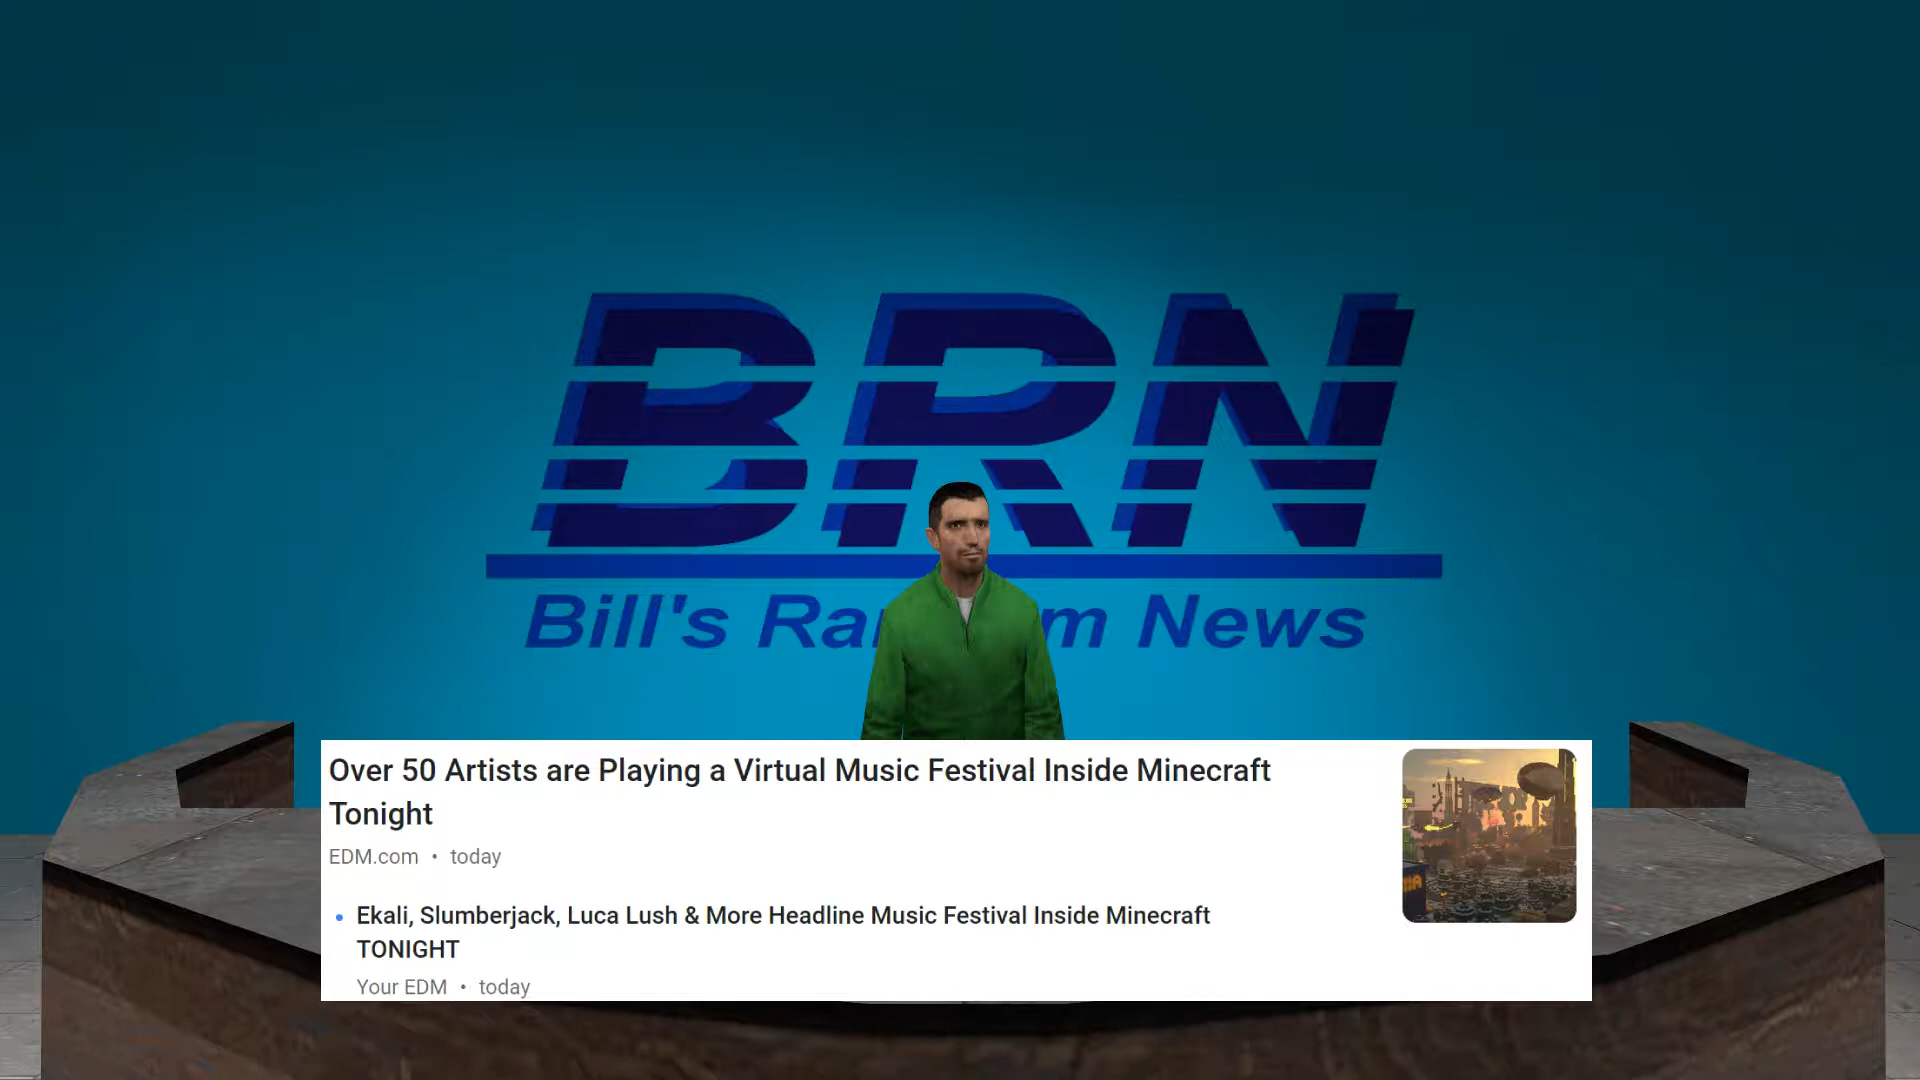 BRN
Bill's Ra m News
Over 50 Artists are Playing a Virtual Music Festival Inside Minecraft
Tonight
EDM.com • today
• Ekali, Slumberjack, Luca Lush & More Headline Music Festival Inside Minecraft
TONIGHT
Your EDM • today